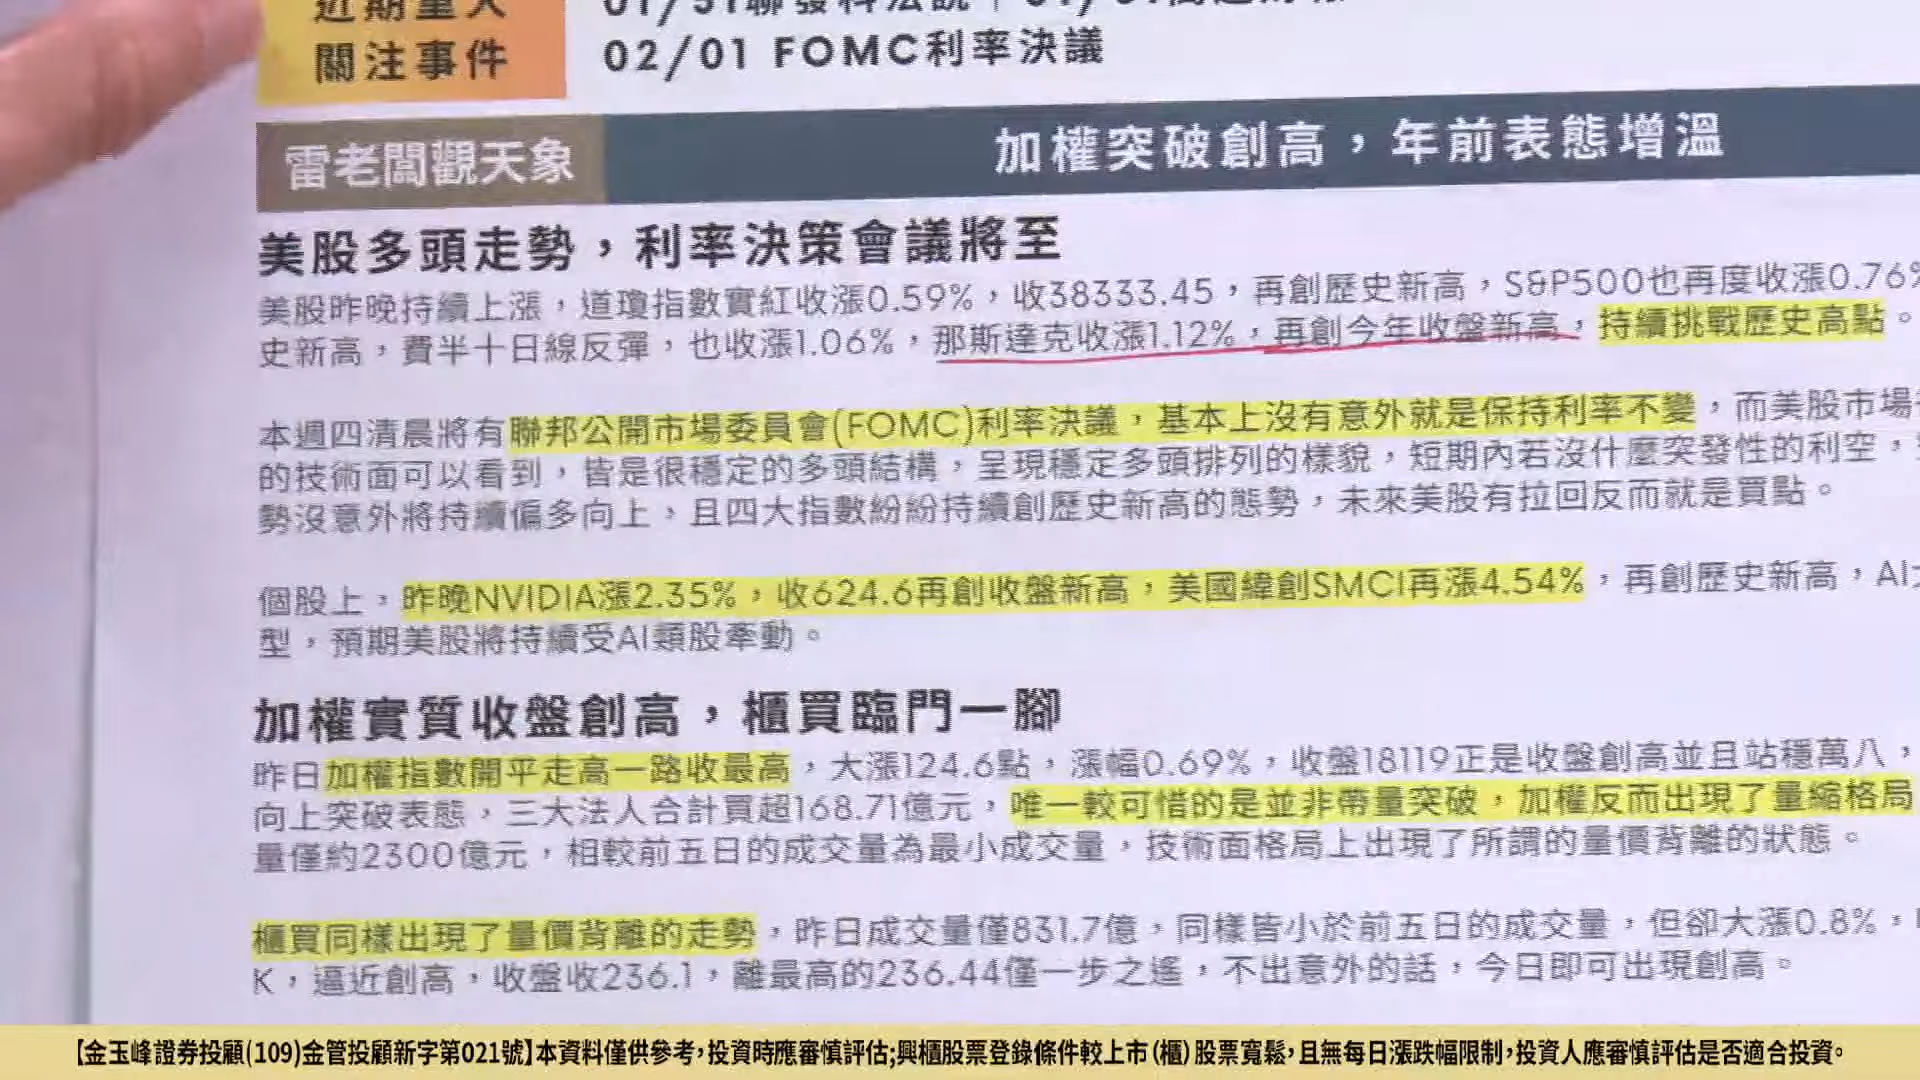 近期重大
關注事件
01/31聯發科法說
02/01 FOMC利率決議
雷老闆觀天象
加權突破創高，年前表態增溫
美股多頭走勢，利率決策會議將至
美股昨晚持續上漲，道瓊指數實紅收漲0.59%，收38333.45，再創歷史新高，S&P500也再度收漲0.76%
史新高，費半十日線反彈，也收漲1.06%，那斯達克收漲1.12%，再創今年收盤新高，持續挑戰歷史高點。
本週四清晨將有聯邦公開市場委員會(FOMC)利率決議，基本上沒有意外就是保持利率不變，而美股市場
的技術面可以看到，皆是很穩定的多頭結構，呈現穩定多頭排列的樣貌，短期內若沒什麼突發性的利空，
勢沒意外將持續偏多向上，且四大指數紛紛持續創歷史新高的態勢，未來美股有拉回反而就是買點。
個股上，昨晚NVIDIA漲2.35%，收624.6再創收盤新高，美國緯創SMCI再漲4.54%，再創歷史新高，AI
型，預期美股將持續受AI類股牽動。
加權實質收盤創高，櫃買臨門一腳
昨日加權指數開平走高一路收最高，大漲124.6點，漲幅0.69%，收盤18119正是收盤創高並且站穩萬八，
向上突破表態，三大法人合計買超168.71億元，唯一較可惜的是並非帶量突破，加權反而出現了量縮格局
量僅約2300億元，相較前五日的成交量為最小成交量，技術面格局上出現了所謂的量價背離的狀態。
櫃買同樣出現了量價背離的走勢，昨日成交量僅831.7億，同樣皆小於前五日的成交量，但卻大漲0.8%，
K，逼近創高，收盤收236.1，離最高的236.44僅一步之遙，不出意外的話，今日即可出現創高。
【金玉峰證券投顧(109)金管投顧新字第021號】本資料僅供參考，投資時應審慎評估;興櫃股票登錄條件較上市(櫃)股票寬鬆，且無每日漲跌幅限制，投資人應審慎評估是否適合投資。